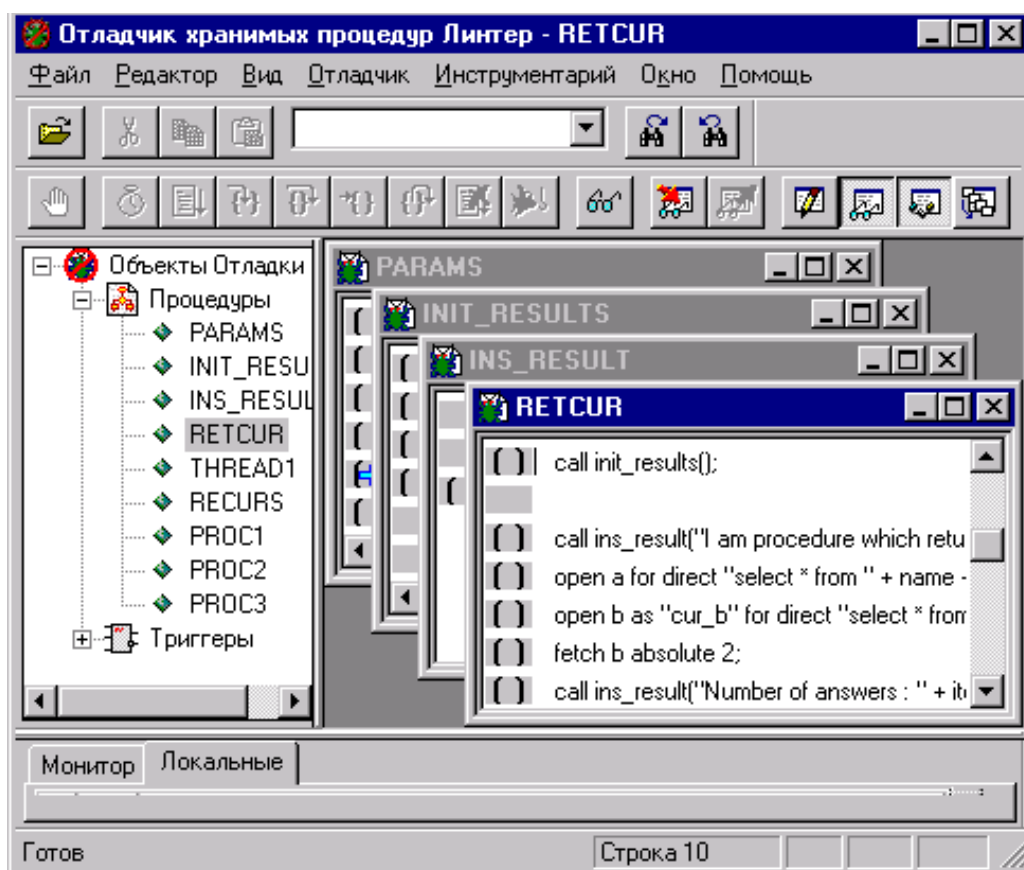 Отладчик хранимых процедур Линтер - RETCUR
Файл Редактор Вид Отладчик Инструментарий Окно Помощь
Объекты Отладки
Процедуры
PARAMS
INIT_RESU
INS_RESUL
RETCUR
THREAD1
RECURS
PROC1
PROC2
PROC3
Триггеры
PARAMS
INIT_RESULTS
INS_RESULT
RETCUR
call init_results();
call ins_result("I am procedure which retu
open a for direct "select * from " + name -
open b as "cur_b" for direct "select * from
fetch b absolute 2;
call ins_result("Number of answers : " + ite
Монитор Локальные
Готов Строка 10